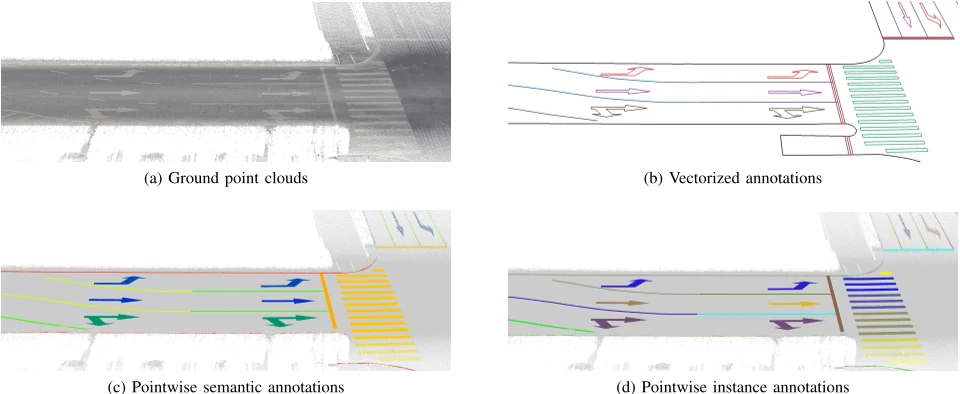 (a) Ground point clouds
(b) Vectorized annotations
(c) Pointwise semantic annotations
(d) Pointwise instance annotations